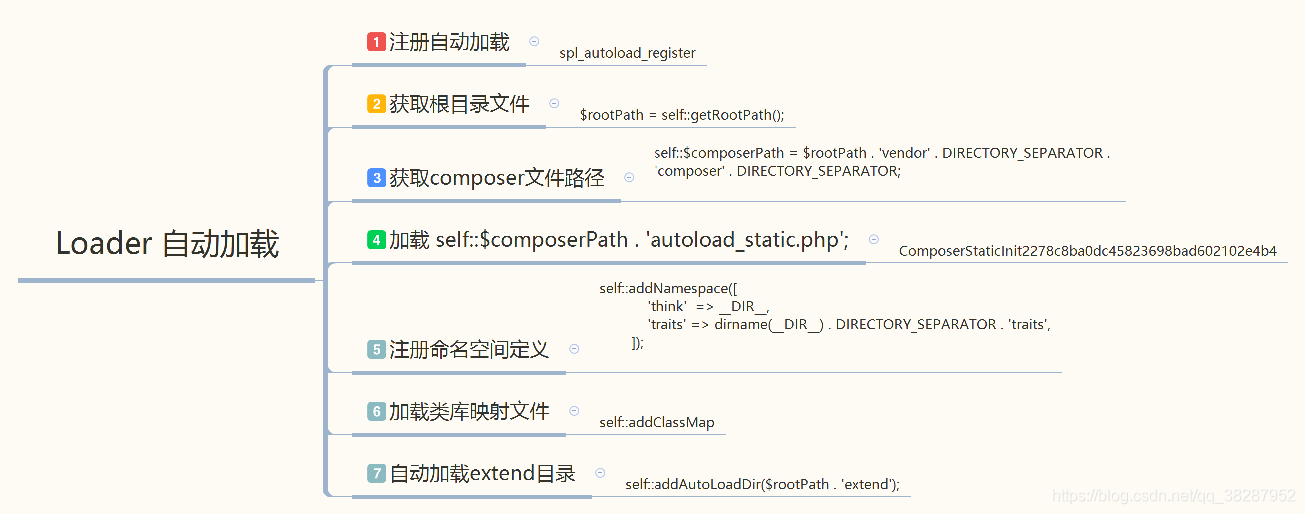 Loader 自动加载
1 注册自动加载
spl_autoload_register
2 获取根目录文件
$rootPath = self::getRootPath();
3 获取composer文件路径
self::$composerPath = $rootPath . 'vendor' . DIRECTORY_SEPARATOR .
'composer' . DIRECTORY_SEPARATOR;
4 加载 self::$composerPath . 'autoload_static.php';
ComposerStaticInit2278c8ba0dc45823698bad602102e4b4
5 注册命名空间定义
self::addNamespace([
'think' => __DIR__,
'traits' => dirname(__DIR__) . DIRECTORY_SEPARATOR . 'traits',
]);
6 加载类库映射文件
self::addClassMap
7 自动加载extend目录
self::addAutoLoadDir($rootPath . 'extend');
https://blog.csdn.net/qq_38287952